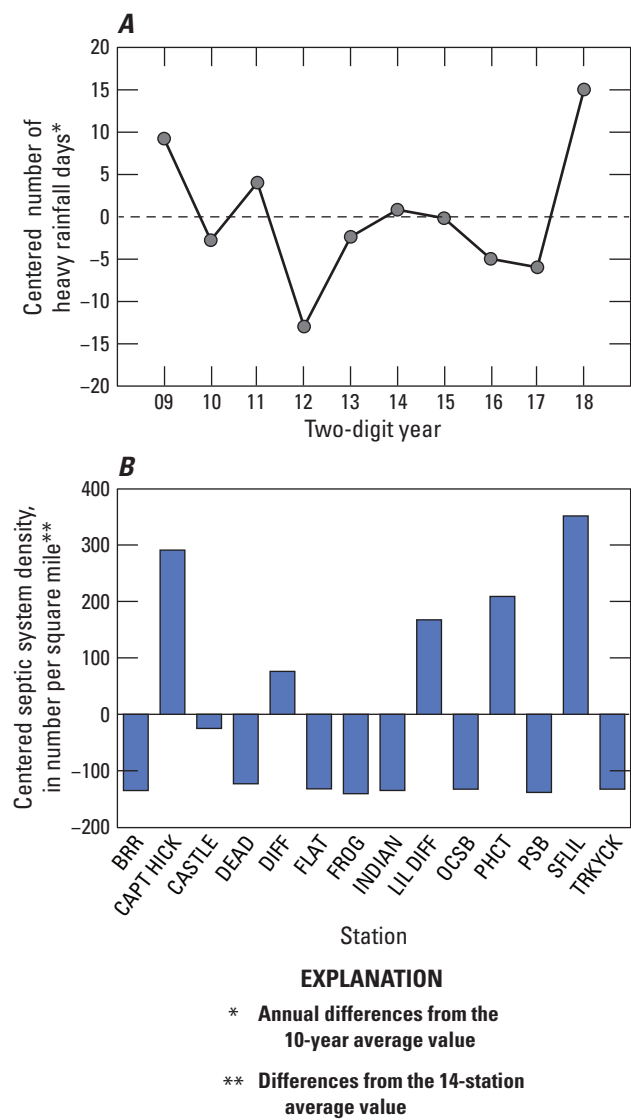 A
Centered number of
heavy rainfall days*
20
15
10
5
0
–5
–10
–15
–20
09 10 11 12 13 14 15 16 17 18
Two-digit year
B
Centered septic system density,
in number per square mile**
400
300
200
100
0
–100
–200
BRR
CAPT HICK
CASTLE
DEAD
DIFF
FLAT
FROG
INDIAN
LIL DIFF
OCSB
PHCT
PSB
SFLIL
TRKYCK
Station
EXPLANATION
* Annual differences from the
10-year average value
** Differences from the 14-station
average value